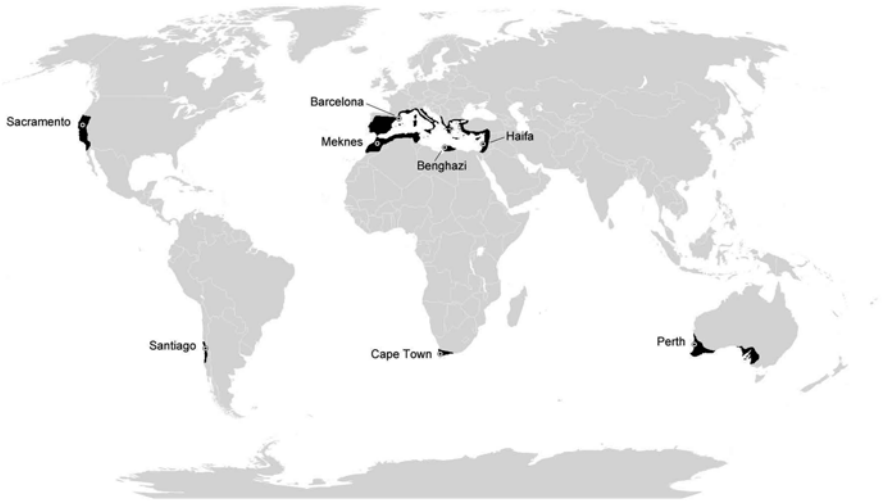 Barcelona
Sacramento
Haifa
Meknes
Benghazi
Santiago
Cape Town
Perth